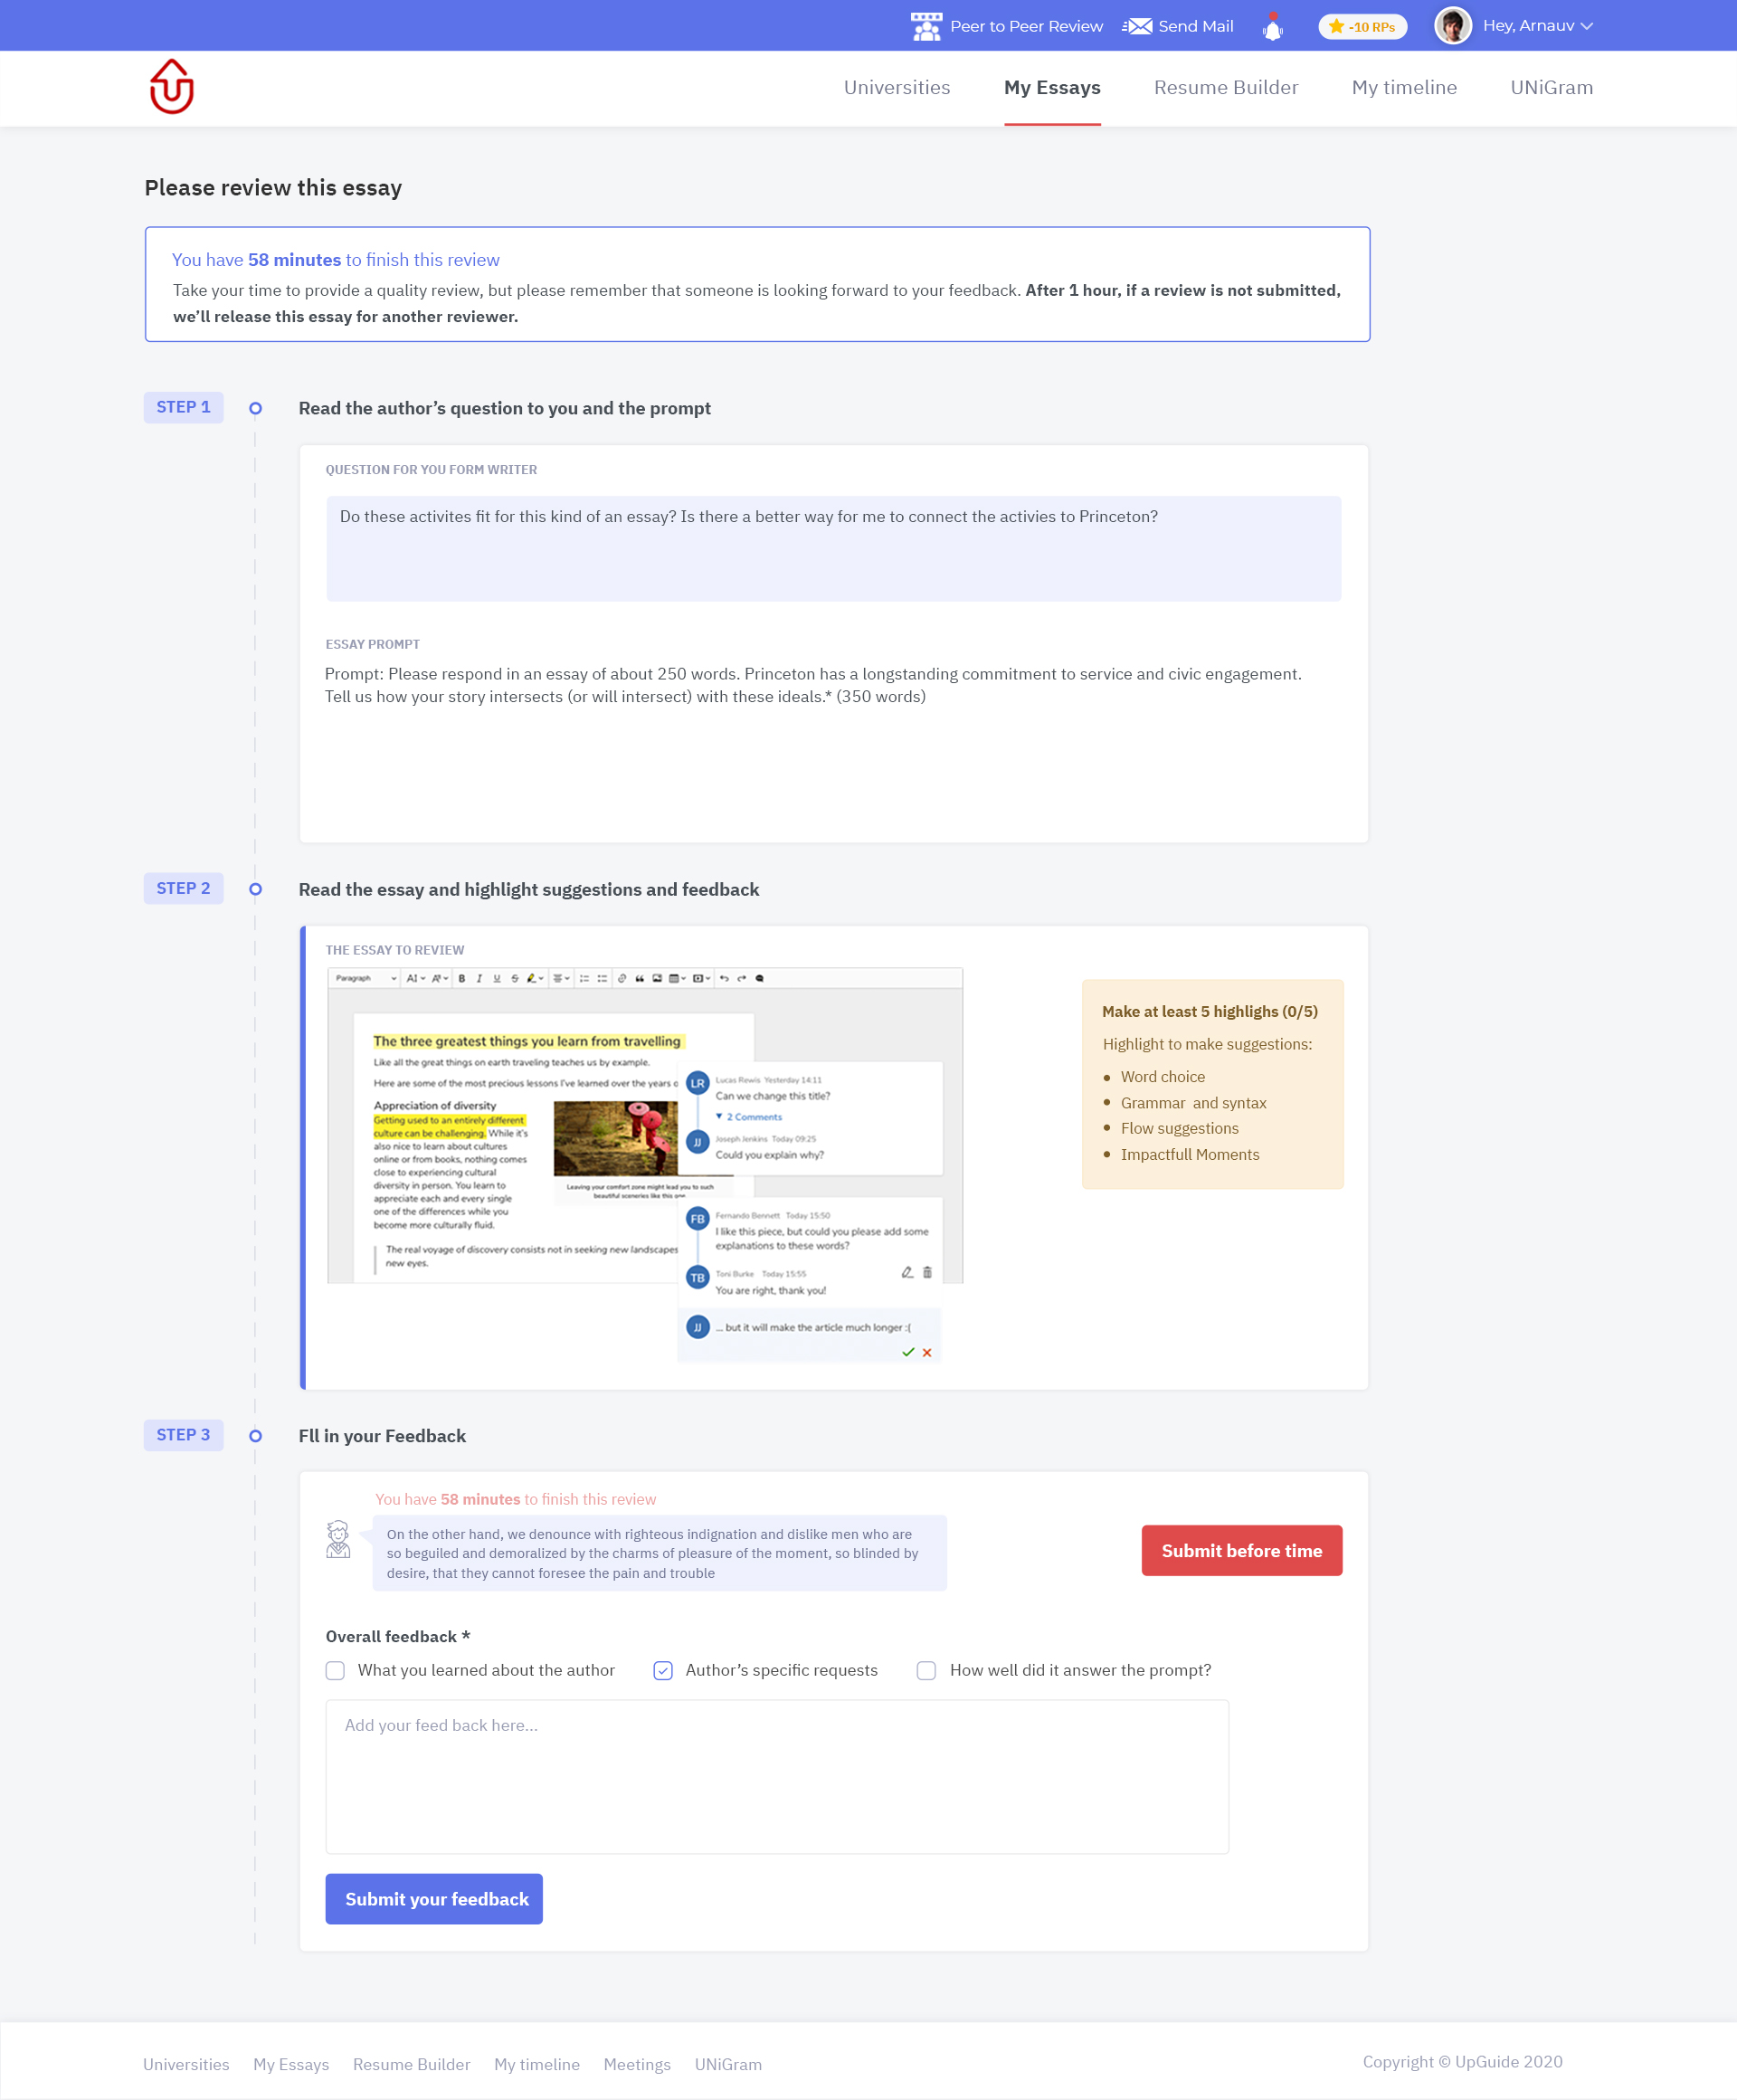 Peer to Peer Review
Send Mail
-10 RPs
Hey, Arnauv
Universities
My Essays
Resume Builder
My timeline
UNiGram
Please review this essay
You have 58 minutes to finish this review
Take your time to provide a quality review, but please remember that someone is looking forward to your feedback. After 1 hour, if a review is not submitted,
we’ll release this essay for another reviewer.
STEP 1
Read the author’s question to you and the prompt
QUESTION FOR YOU FORM WRITER
Do these activites fit for this kind of an essay? Is there a better way for me to connect the activies to Princeton?
ESSAY PROMPT
Prompt: Please respond in an essay of about 250 words. Princeton has a longstanding commitment to service and civic engagement.
Tell us how your story intersects (or will intersect) with these ideals.* (350 words)
STEP 2
Read the essay and highlight suggestions and feedback
THE ESSAY TO REVIEW
Paragraph
The three greatest things you learn from travelling
Like all the great things on earth traveling teaches us by example.
Here are some of the most precious lessons I’ve learned over the years o
Appreciation of diversity
Getting used to an entirely different
culture can be challenging. While it’s
also nice to learn about cultures
online or from books, nothing comes
close to experiencing cultural
diversity in person. You learn to
appreciate each and every single
one of the differences while you
become more culturally fluid.
Leaving your comfort zone might lead you to such
beautiful sceneries like this one
The real voyage of discovery consists not in seeking new landscapes
new eyes.
LR
Lucas Rewis Yesterday 14:11
Can we change this title?
2 Comments
JJ
Joseph Jenkins Today 09:25
Could you explain why?
FB
Fernando Bennett Today 15:50
I like this piece, but could you please add some
explanations to these words?
TB
Toni Burke Today 15:55
You are right, thank you!
JJ
... but it will make the article much longer :(
Make at least 5 highlighs (0/5)
Highlight to make suggestions:
Word choice
Grammar and syntax
Flow suggestions
Impactfull Moments
STEP 3
Fll in your Feedback
You have 58 minutes to finish this review
On the other hand, we denounce with righteous indignation and dislike men who are
so beguiled and demoralized by the charms of pleasure of the moment, so blinded by
desire, that they cannot foresee the pain and trouble
Submit before time
Overall feedback *
What you learned about the author
Author’s specific requests
How well did it answer the prompt?
Add your feed back here...
Submit your feedback
Universities
My Essays
Resume Builder
My timeline
Meetings
UNiGram
Copyright © UpGuide 2020